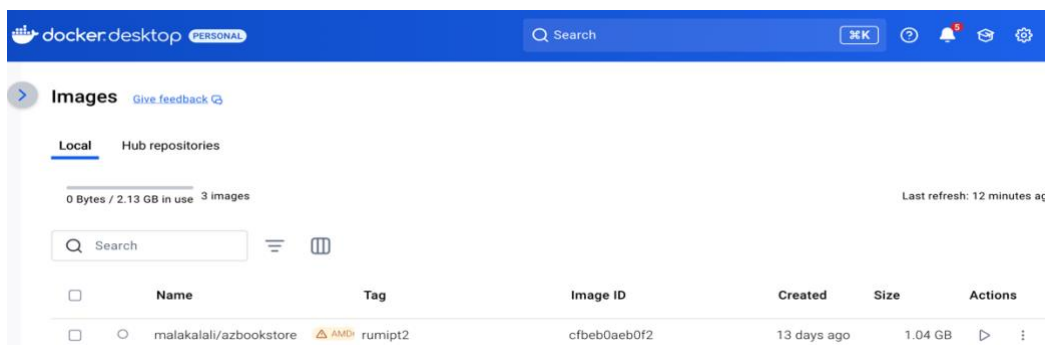 docker.desktop PERSONAL Search ⌘K 5
Images Give feedback
Local Hub repositories
0 Bytes / 2.13 GB in use 3 images Last refresh: 12 minutes ag
Search
Name Tag Image ID Created Size Actions
malakalali/azbookstore AMD rumipt2 cfbeb0aeb0f2 13 days ago 1.04 GB